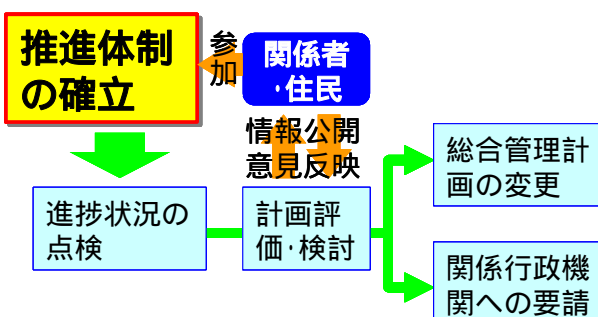 推進体制
の確立
参
加
関係者
・住民
情報公開
意見反映
総合管理計
画の変更
進捗状況の
点検
計画評
価・検討
関係行政機
関への要請